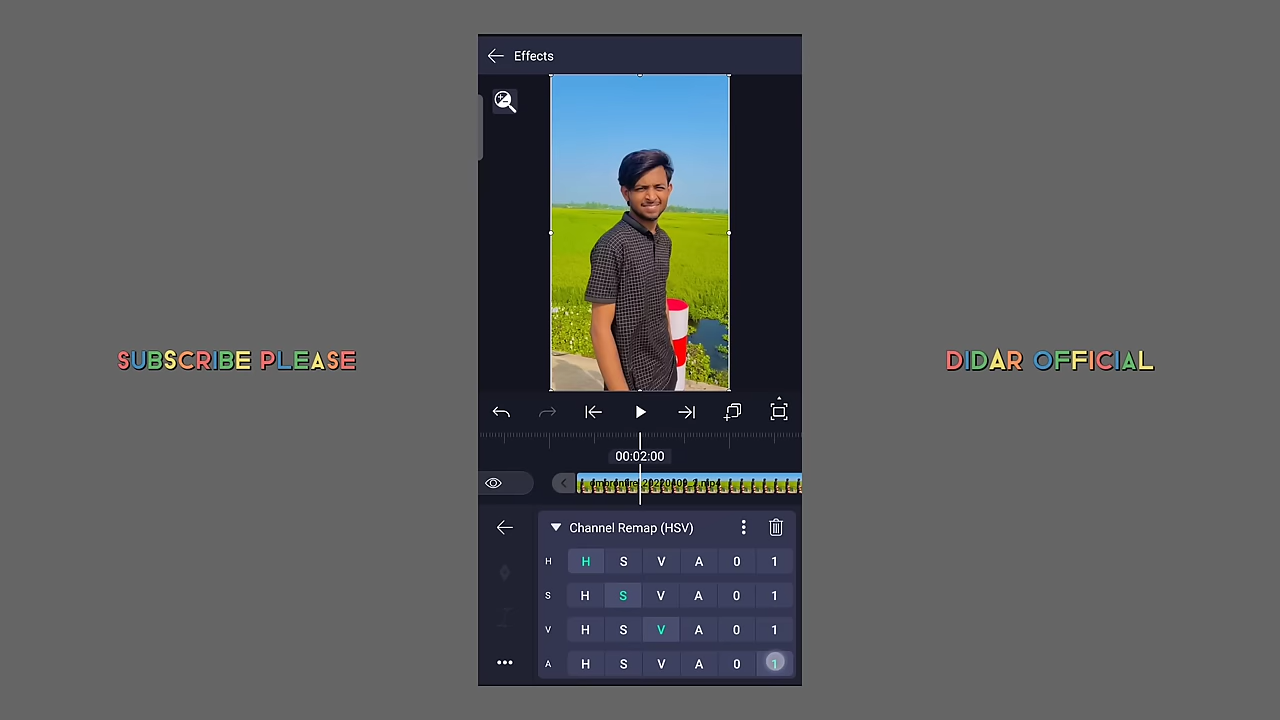 Effects
SUBSCRIBE PLEASE
DIDAR OFFICIAL
00:02:00
Channel Remap (HSV)
H H S V A 0 1
S H S V A 0 1
V H S V A 0 1
A H S V A 0 1